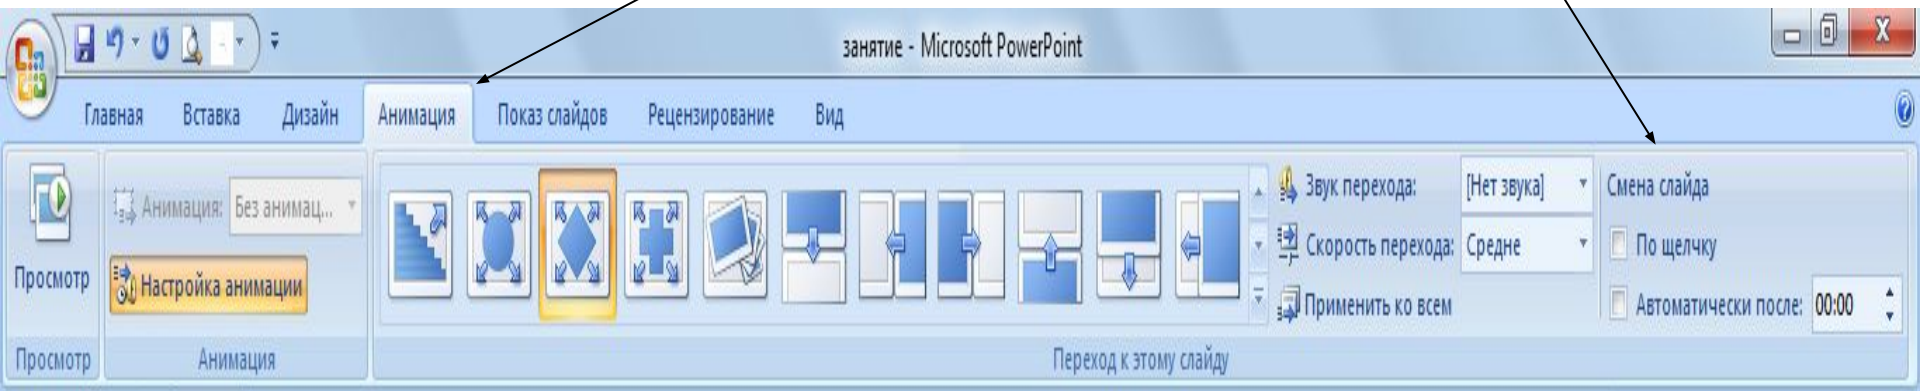 занятие - Microsoft PowerPoint
Главная Вставка Дизайн Анимация Показ слайдов Рецензирование Вид
Просмотр
Анимация: Без анимац...
Настройка анимации
Звук перехода: [Нет звука]
Скорость перехода: Средне
Применить ко всем
Смена слайда
По щелчку
Автоматически после: 00:00
Просмотр Анимация Переход к этому слайду